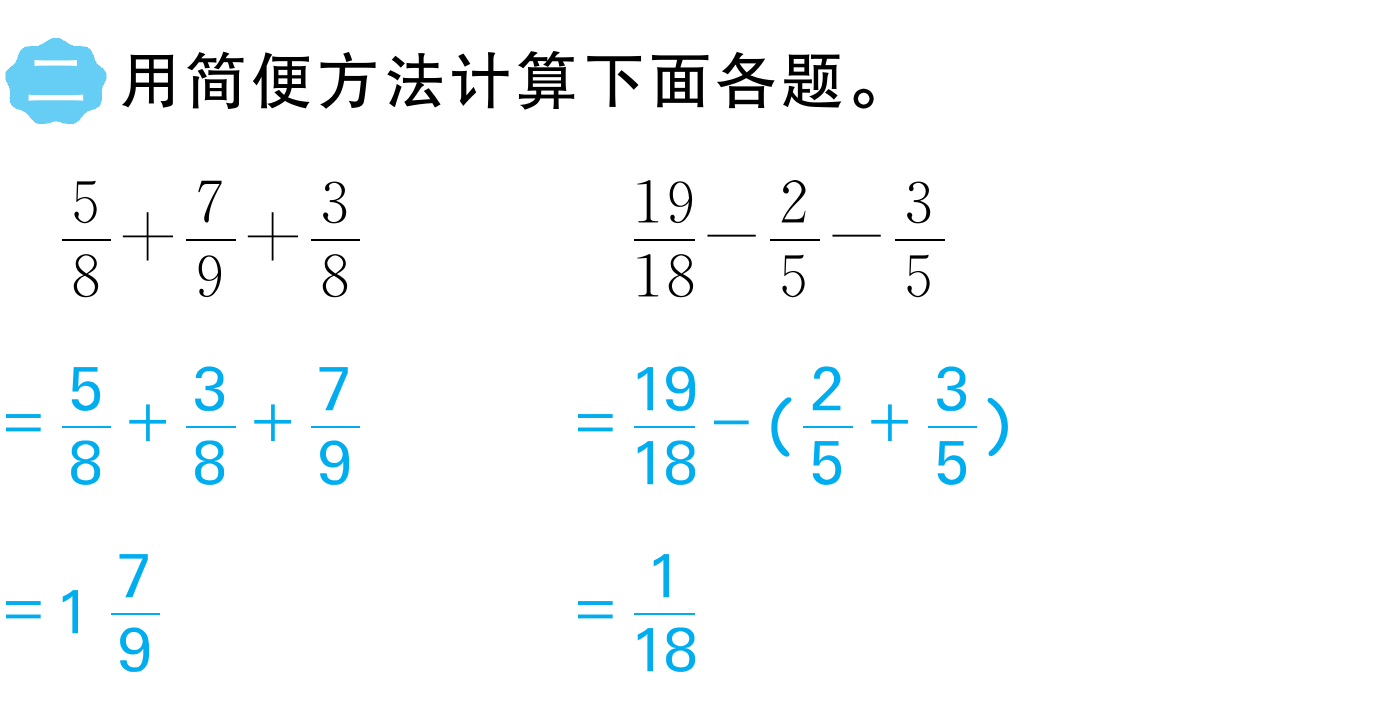 二 用简便方法计算下面各题。
5/8 + 7/9 + 3/8    19/18 − 2/5 − 3/5
= 5/8 + 3/8 + 7/9    = 19/18 − (2/5 + 3/5)
= 1 7/9    = 1/18